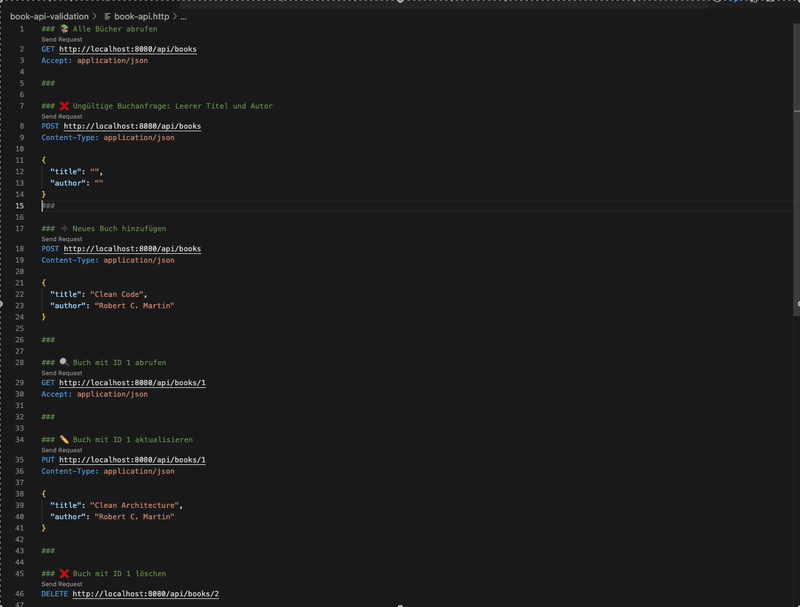 book-api-validation > book-api.http > ...
1 ### 📚 Alle Bücher abrufen
Send Request
2 GET http://localhost:8080/api/books
3 Accept: application/json
4
5 ###
6
7 ### ❌ Ungültige Buchanfrage: Leerer Titel und Autor
Send Request
8 POST http://localhost:8080/api/books
9 Content-Type: application/json
10
11 {
12 "title": "",
13 "author": ""
14 }
15 ###
16
17 ### ➕ Neues Buch hinzufügen
Send Request
18 POST http://localhost:8080/api/books
19 Content-Type: application/json
20
21 {
22 "title": "Clean Code",
23 "author": "Robert C. Martin"
24 }
25
26 ###
27
28 ### 🔍 Buch mit ID 1 abrufen
Send Request
29 GET http://localhost:8080/api/books/1
30 Accept: application/json
31
32 ###
33
34 ### ✏️ Buch mit ID 1 aktualisieren
Send Request
35 PUT http://localhost:8080/api/books/1
36 Content-Type: application/json
37
38 {
39 "title": "Clean Architecture",
40 "author": "Robert C. Martin"
41 }
42
43 ###
44
45 ### ❌ Buch mit ID 1 löschen
Send Request
46 DELETE http://localhost:8080/api/books/2
47